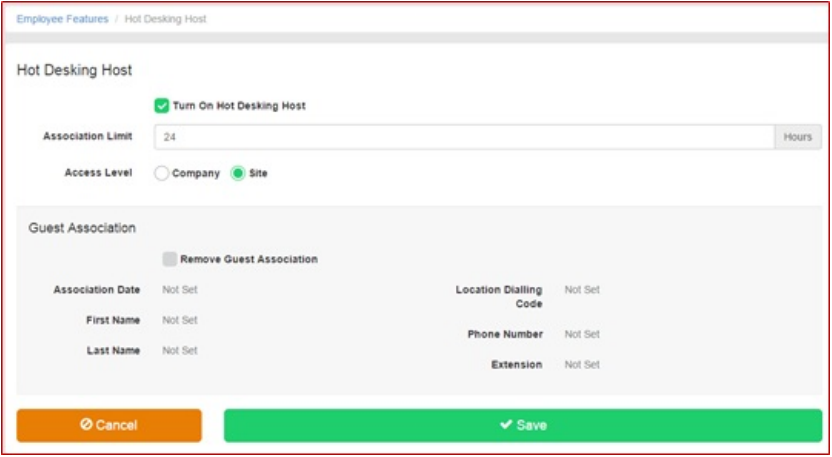 Employee Features / Hot Desking Host
Hot Desking Host
Turn On Hot Desking Host
Association Limit 24 Hours
Access Level Company Site
Guest Association
Remove Guest Association
Association Date Not Set
First Name Not Set
Last Name Not Set
Location Dialling
Code Not Set
Phone Number Not Set
Extension Not Set
Cancel
Save